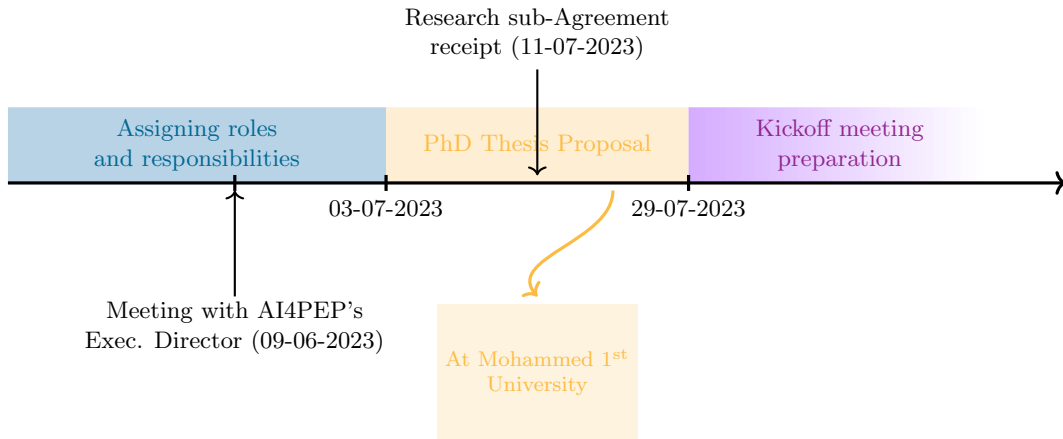 Research sub-Agreement
receipt (11-07-2023)
Assigning roles
and responsibilities
PhD Thesis Proposal
Kickoff meeting
preparation
03-07-2023
29-07-2023
Meeting with AI4PEP's
Exec. Director (09-06-2023)
At Mohammed 1st
University